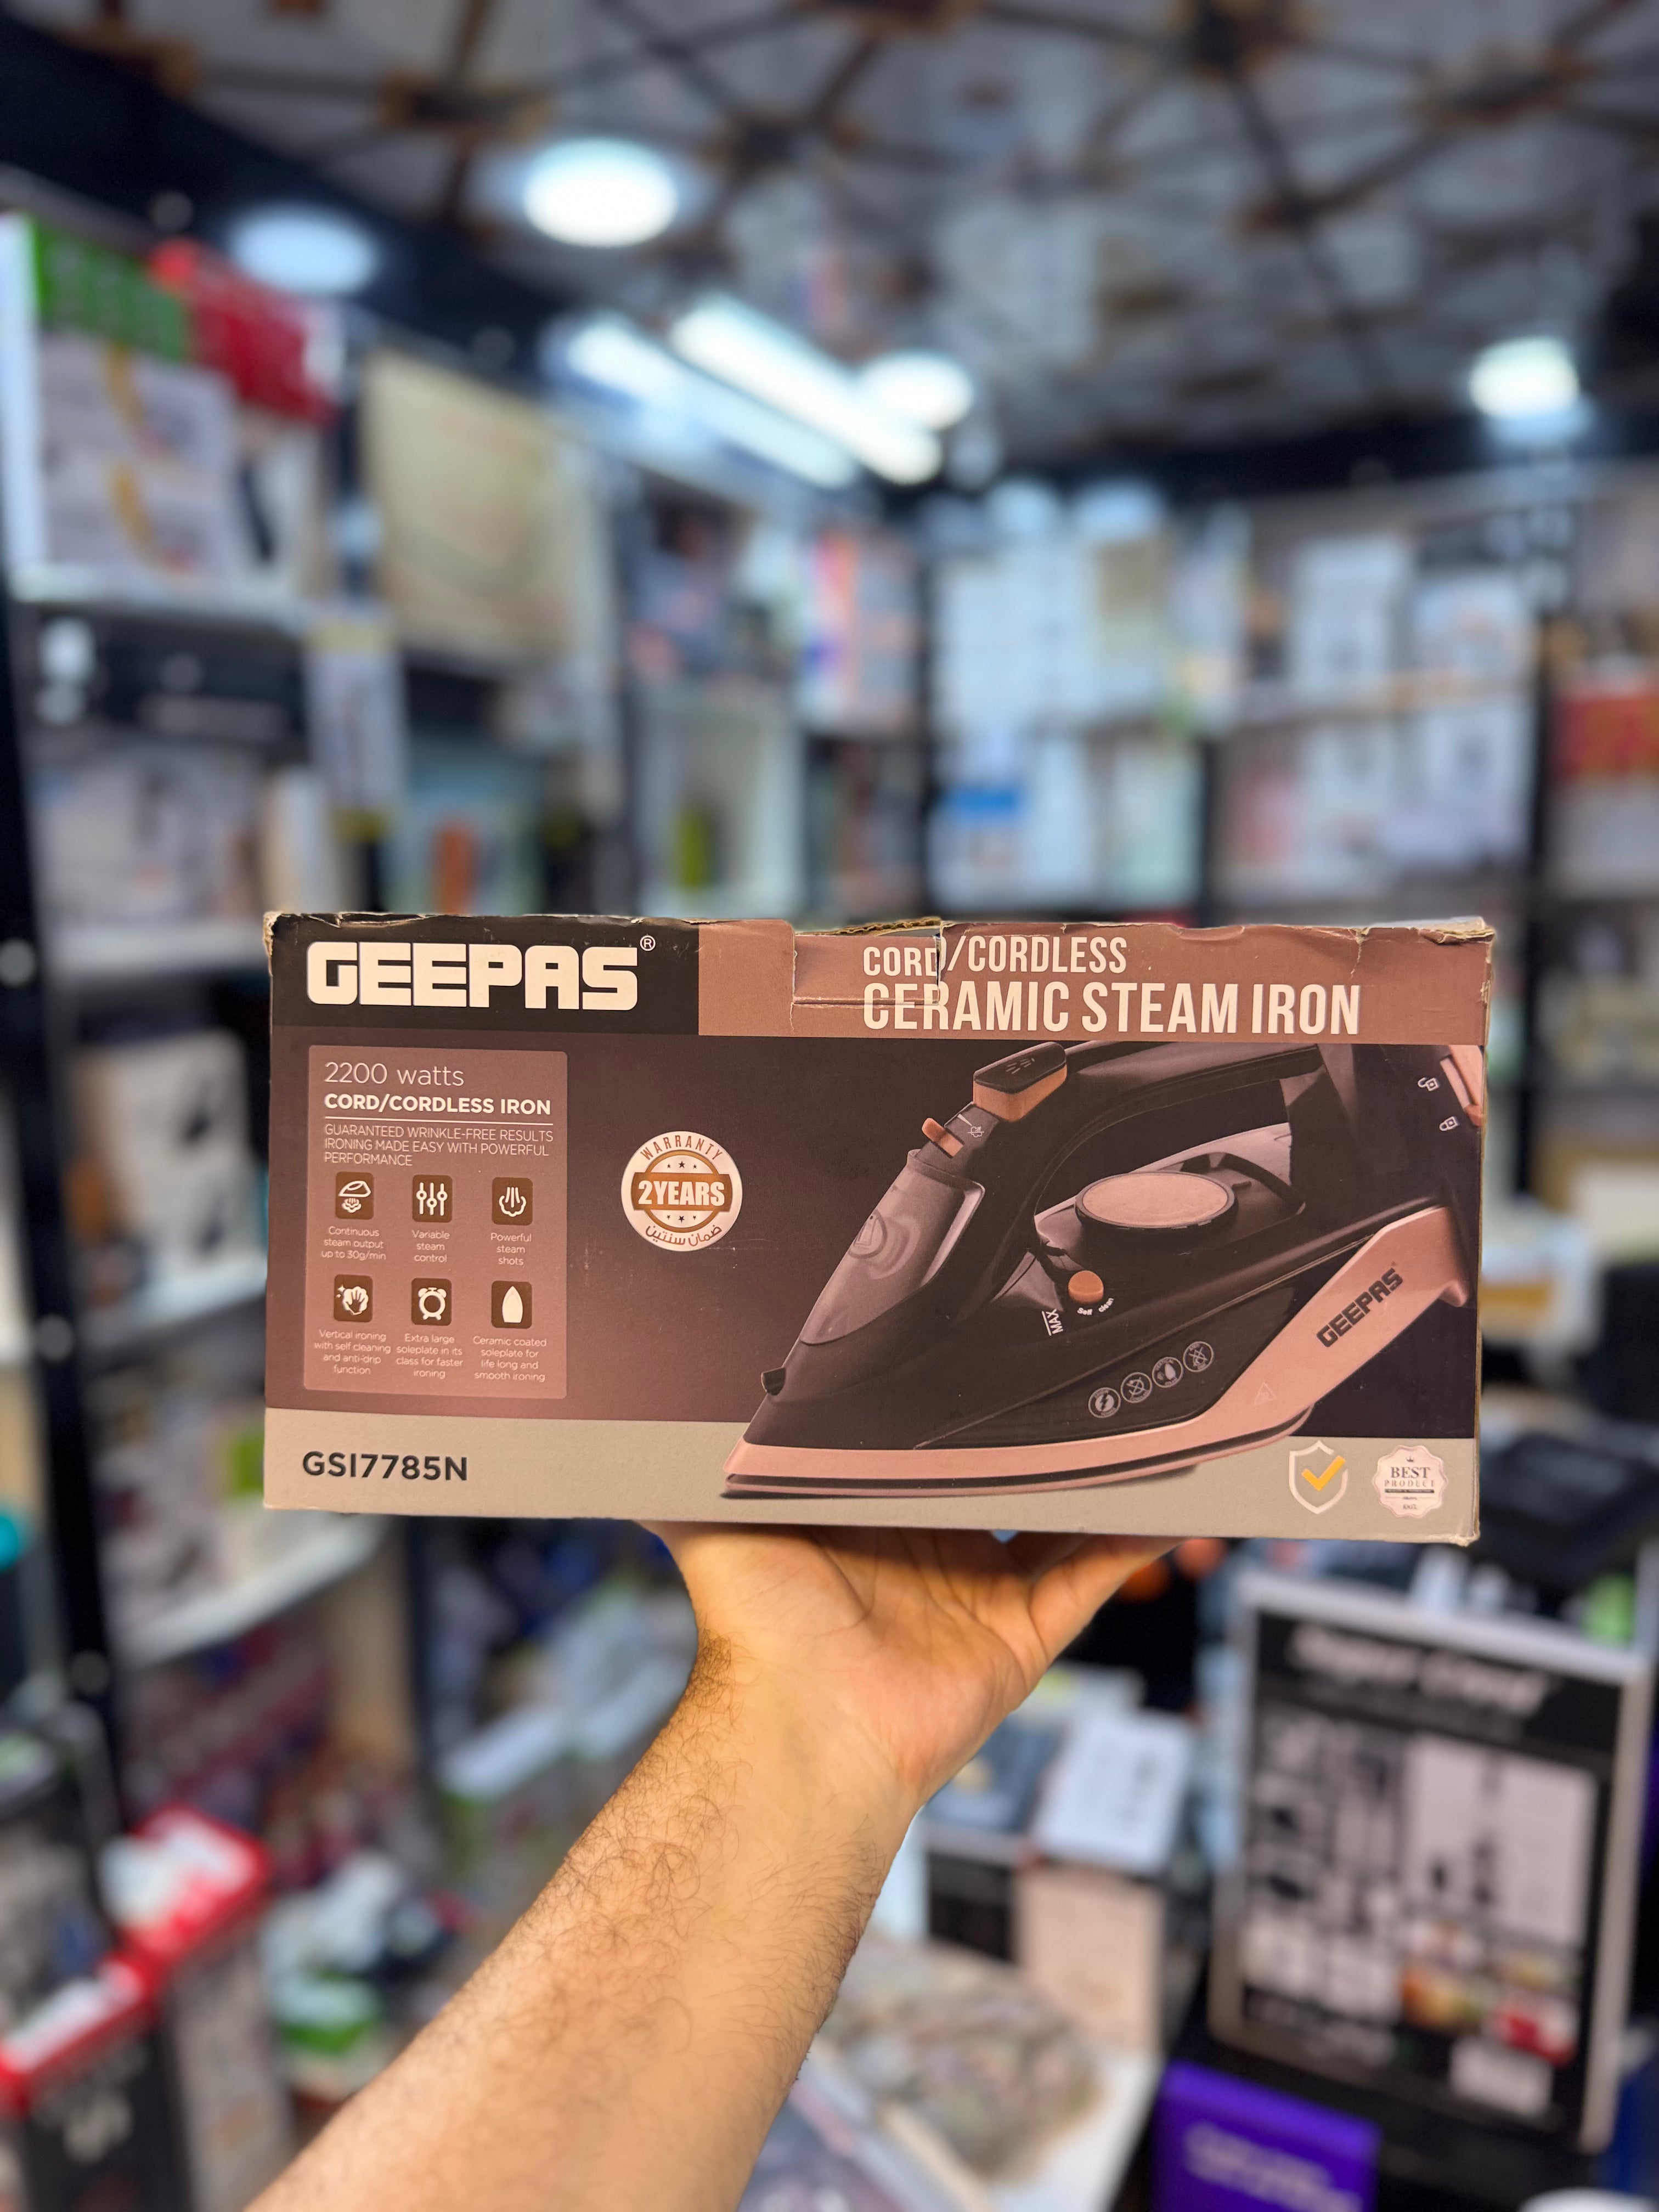 GEEPAS®
CORD/CORDLESS
CERAMIC STEAM IRON
2200 watts
CORD/CORDLESS IRON
GUARANTEED WRINKLE-FREE RESULTS
IRONING MADE EASY WITH POWERFUL
PERFORMANCE
Continuous
steam output
up to 30g/min
Variable
steam
control
Powerful
steam
shots
Vertical ironing
with self cleaning
and anti-drip
function
Extra large
soleplate in its
class for faster
ironing
Ceramic coated
soleplate for
life long and
smooth ironing
WARRANTY
2 YEARS
ضمان سنتين
MAX
Self clean
GEEPAS
GSI7785N
BEST
PRODUCT